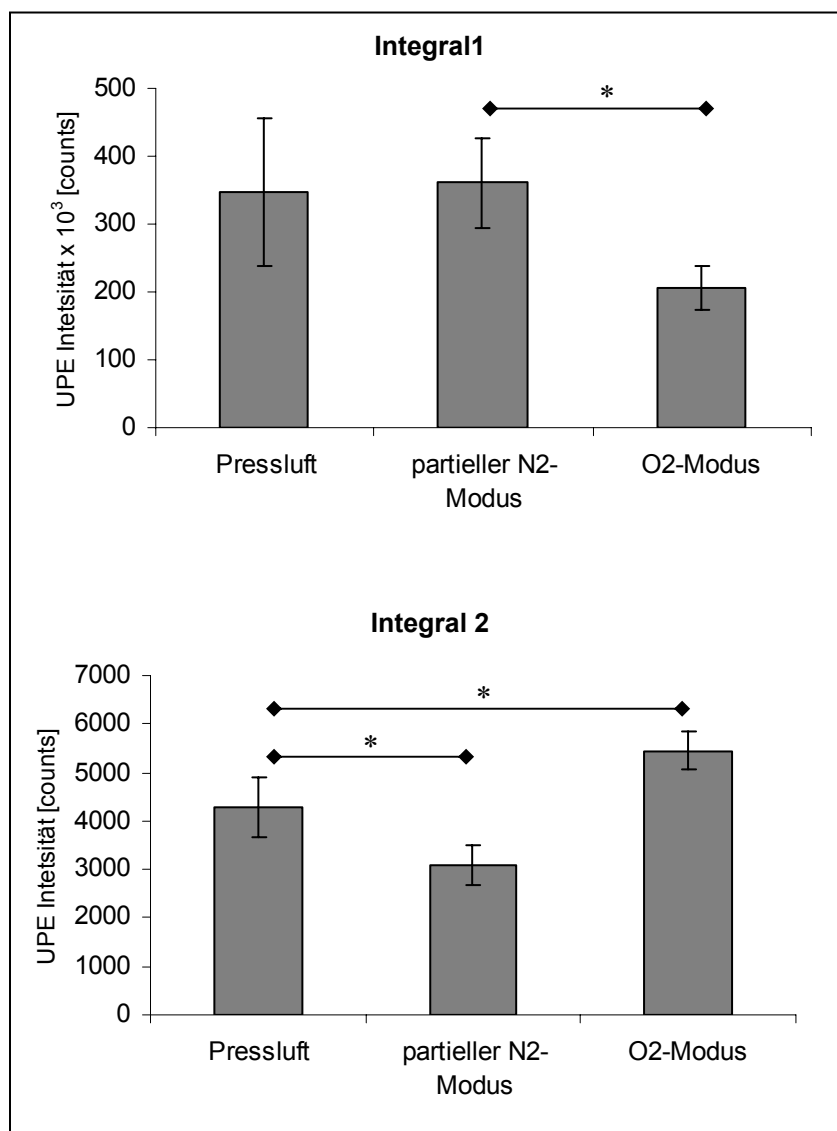 Integral1
UPE Intetsität x 10³ [counts]
500
400
300
200
100
0
*
Pressluft
partieller N2-
Modus
O2-Modus
Integral 2
UPE Intetsität [counts]
7000
6000
5000
4000
3000
2000
1000
0
*
*
Pressluft
partieller N2-
Modus
O2-Modus